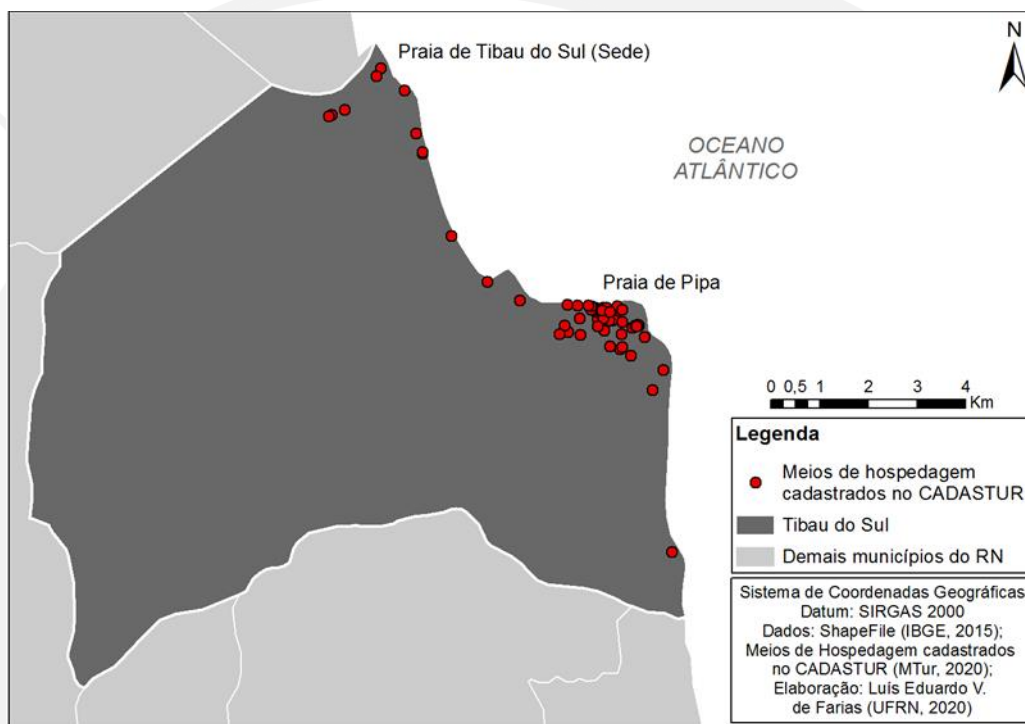 Praia de Tibau do Sul (Sede)
N
OCEANO
ATLÂNTICO
Praia de Pipa
0 0,5 1 2 3 4
Km
Legenda
Meios de hospedagem
cadastrados no CADASTUR
Tibau do Sul
Demais municípios do RN
Sistema de Coordenadas Geográficas
Datum: SIRGAS 2000
Dados: ShapeFile (IBGE, 2015);
Meios de Hospedagem cadastrados
no CADASTUR (MTur, 2020);
Elaboração: Luís Eduardo V.
de Farias (UFRN, 2020)